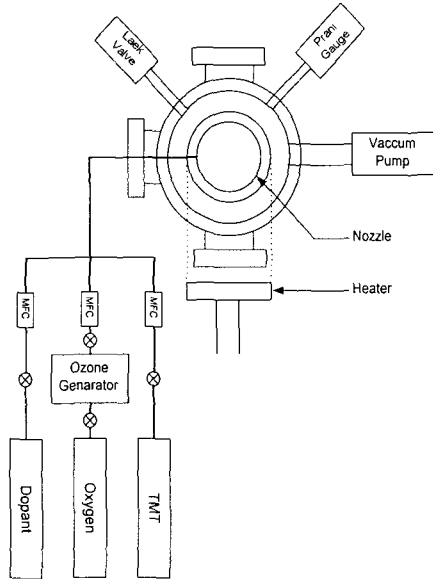 Laek
Valve
Prani
Gauge
Vaccum
Pump
Nozzle
Heater
MFC
MFC
MFC
Ozone
Genarator
Dopant
Oxygen
TMT